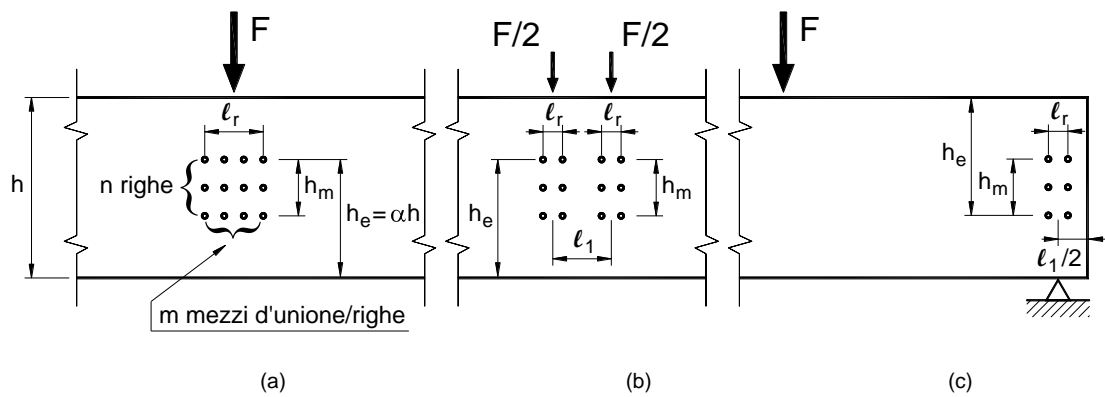 F
F/2 F/2
F
ℓr
ℓr ℓr
ℓr
h
n righe
hm
he= αh
he
hm
ℓ1
he
hm
ℓ1/2
m mezzi d'unione/righe
(a) (b) (c)